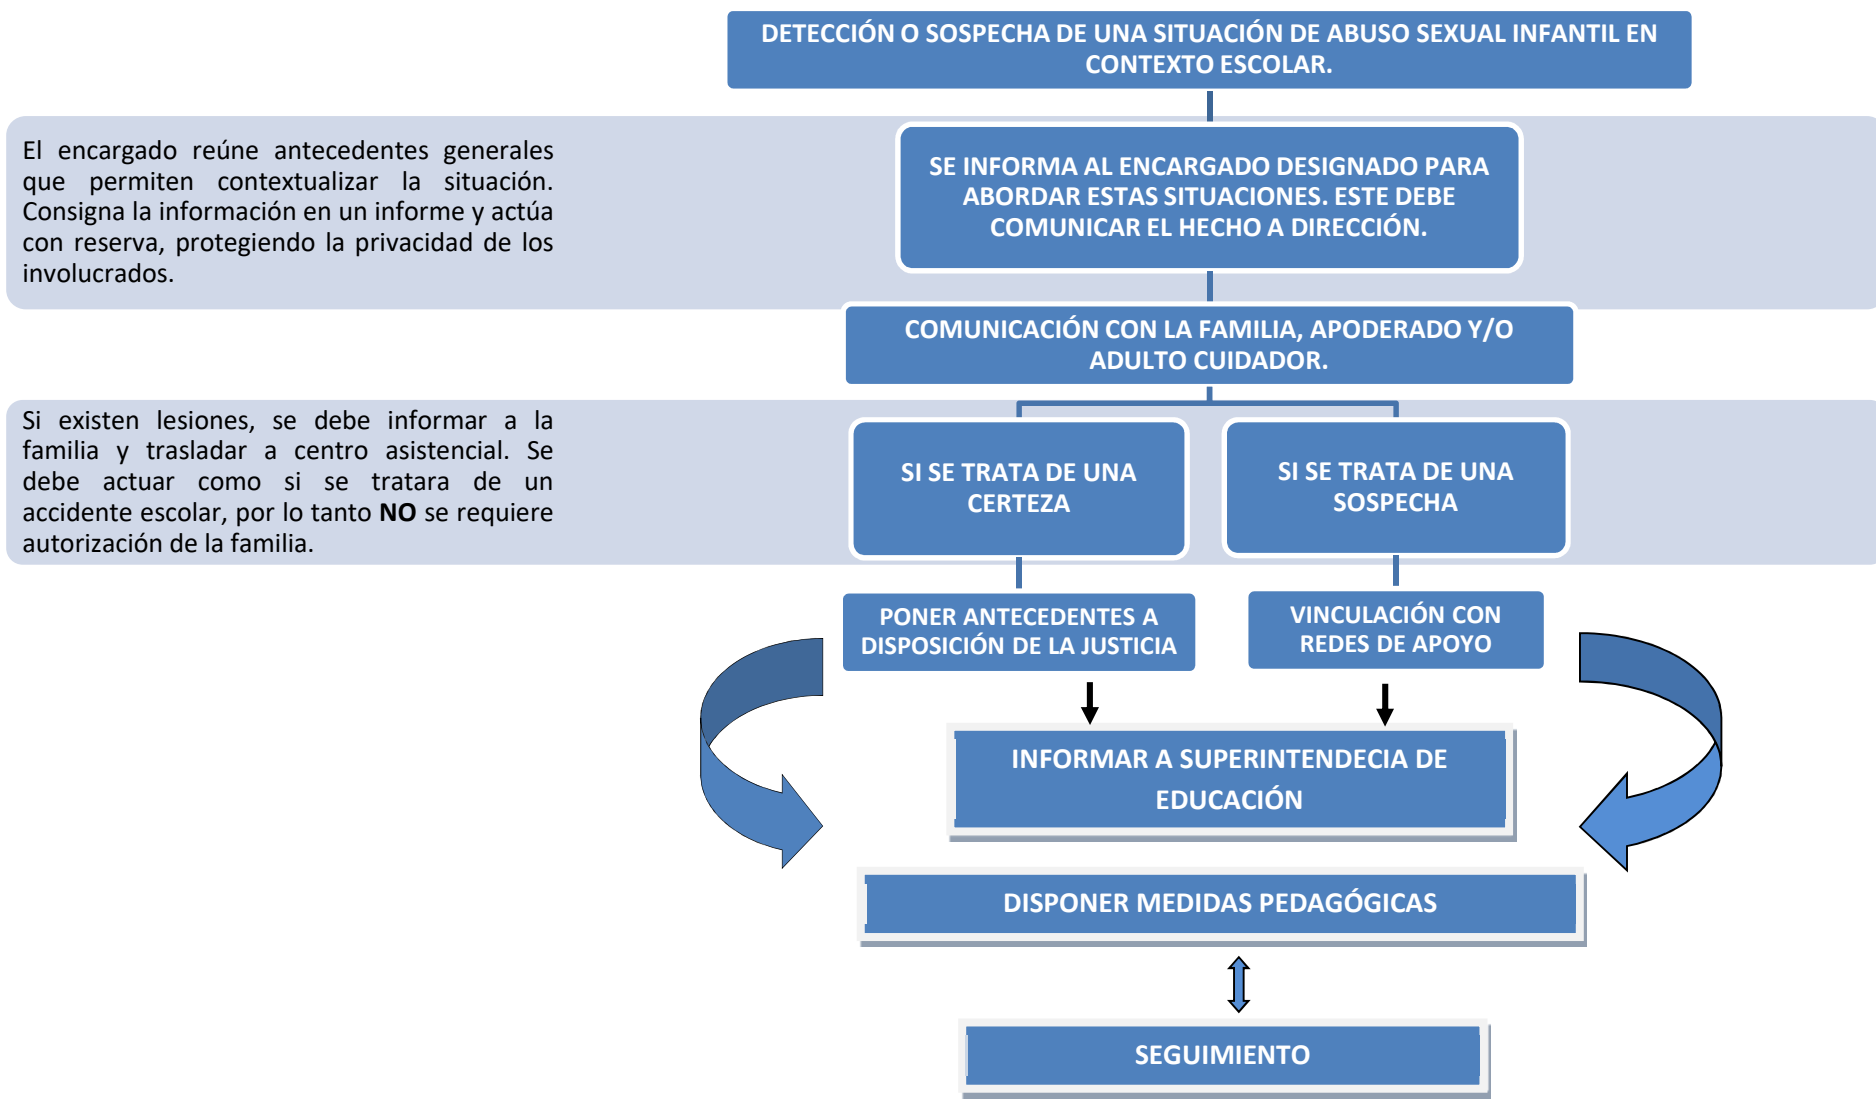 DETECCIÓN O SOSPECHA DE UNA SITUACIÓN DE ABUSO SEXUAL INFANTIL EN
CONTEXTO ESCOLAR.
El encargado reúne antecedentes generales
que permiten contextualizar la situación.
Consigna la información en un informe y actúa
con reserva, protegiendo la privacidad de los
involucrados.
SE INFORMA AL ENCARGADO DESIGNADO PARA
ABORDAR ESTAS SITUACIONES. ESTE DEBE
COMUNICAR EL HECHO A DIRECCIÓN.
COMUNICACIÓN CON LA FAMILIA, APODERADO Y/O
ADULTO CUIDADOR.
Si existen lesiones, se debe informar a la
familia y trasladar a centro asistencial. Se
debe actuar como si se tratara de un
accidente escolar, por lo tanto NO se requiere
autorización de la familia.
SI SE TRATA DE UNA
CERTEZA
SI SE TRATA DE UNA
SOSPECHA
PONER ANTECEDENTES A
DISPOSICIÓN DE LA JUSTICIA
VINCULACIÓN CON
REDES DE APOYO
INFORMAR A SUPERINTENDECIA DE
EDUCACIÓN
DISPONER MEDIDAS PEDAGÓGICAS
SEGUIMIENTO